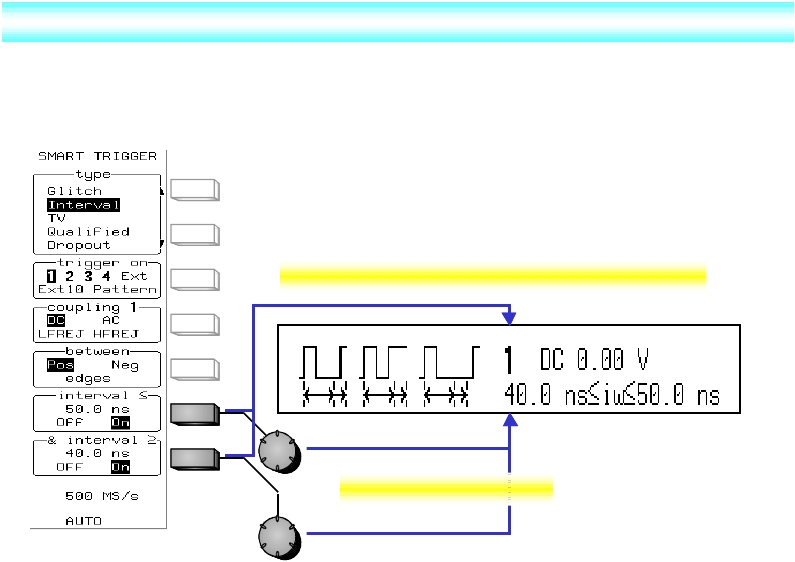 SMART TRIGGER
type
Glitch
Interval
TV
Qualified
Dropout
trigger on
1 2 3 4 Ext
Ext10 Pattern
coupling 1
DC AC
LFREJ HFREJ
between
Pos Neg
edges
interval ≤
50.0 ns
OFF On
& interval ≥
40.0 ns
OFF On
500 MS/s
AUTO
1 DC 0.00 V
40.0 ns≤iw≤50.0 ns